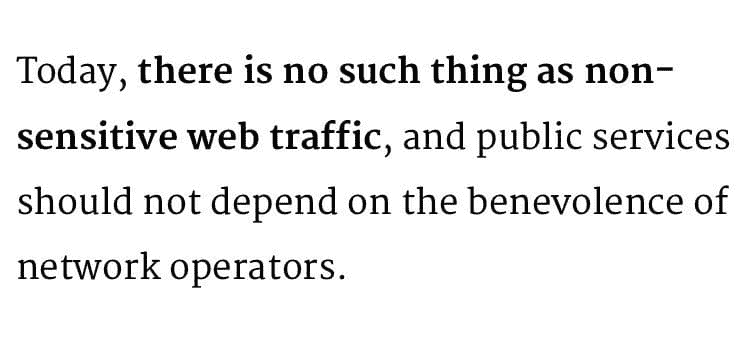 Today, there is no such thing as non-
sensitive web traffic, and public services
should not depend on the benevolence of
network operators.